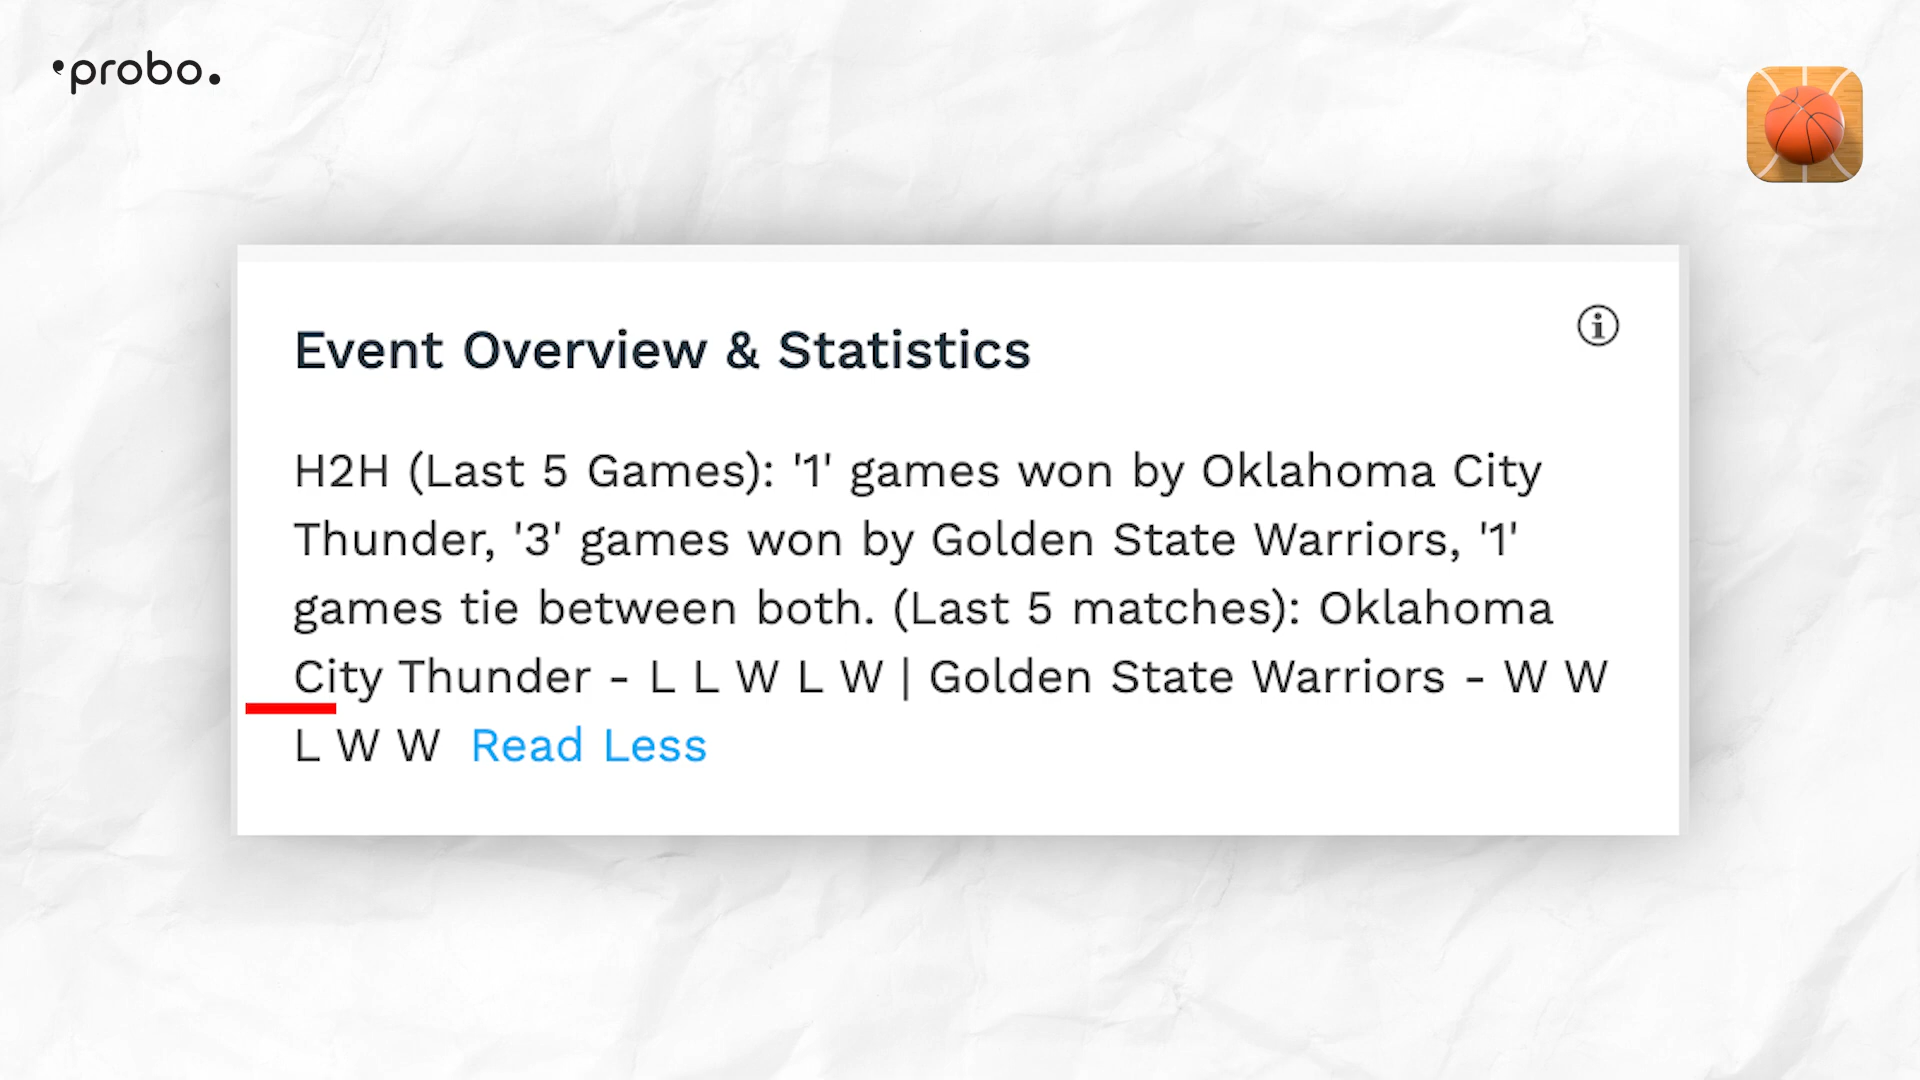 probo.
Event Overview & Statistics
H2H (Last 5 Games): '1' games won by Oklahoma City
Thunder, '3' games won by Golden State Warriors, '1'
games tie between both. (Last 5 matches): Oklahoma
City Thunder - L L W L W | Golden State Warriors - W W
L W W Read Less